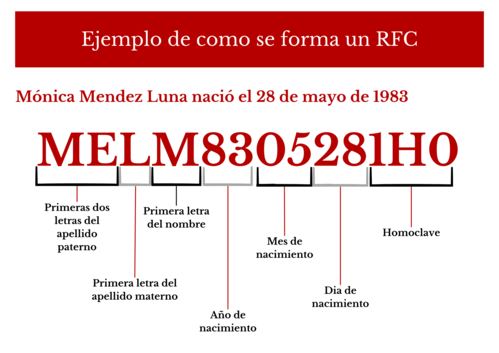 Ejemplo de como se forma un RFC
Mónica Mendez Luna nació el 28 de mayo de 1983
MELM8305281H0
Primeras dos
letras del
apellido
paterno
Primera letra del
apellido materno
Primera letra
del nombre
Año de
nacimiento
Mes de
nacimiento
Dia de
nacimiento
Homoclave